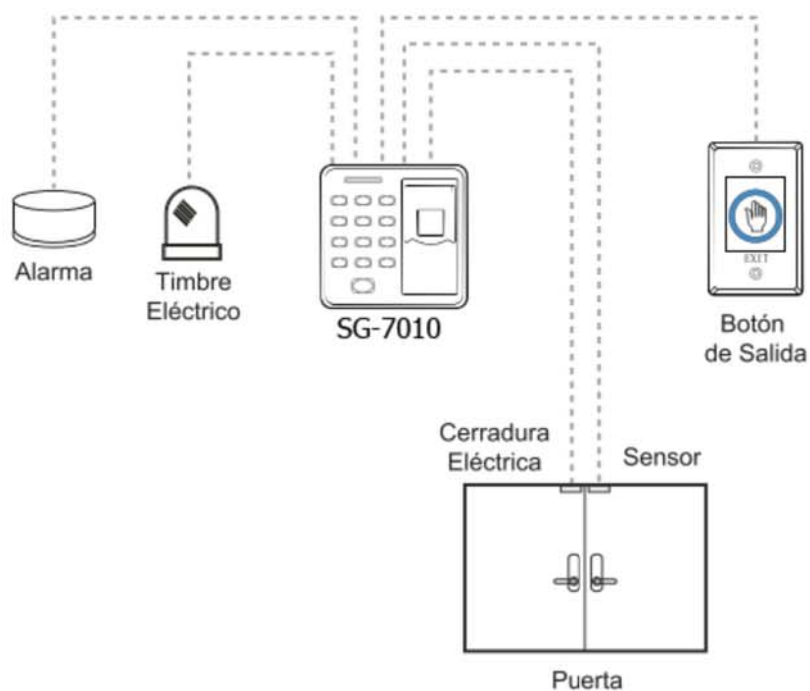 Alarma
Timbre
Eléctrico
SG-7010
EXIT
Botón
de Salida
Cerradura
Eléctrica
Sensor
Puerta